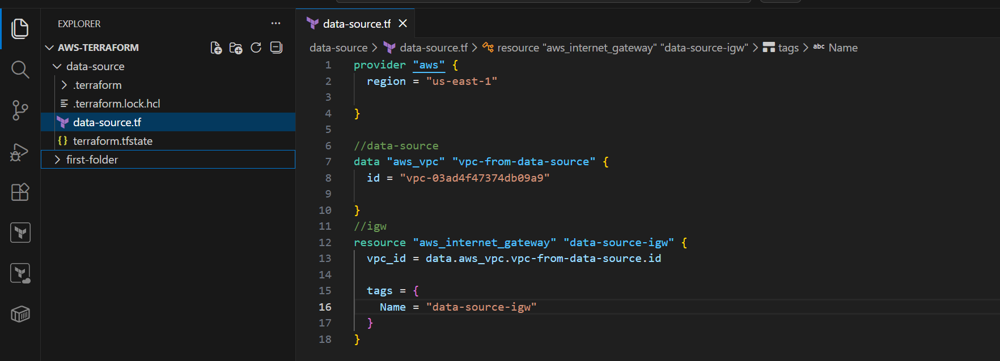 EXPLORER
AWS-TERRAFORM
data-source
.terraform
.terraform.lock.hcl
data-source.tf
terraform.tfstate
first-folder
data-source.tf
data-source > data-source.tf > resource "aws_internet_gateway" "data-source-igw" > tags > abc Name
1 provider "aws" {
2   region = "us-east-1"
3
4 }
5
6 //data-source
7 data "aws_vpc" "vpc-from-data-source" {
8   id = "vpc-03ad4f47374db09a9"
9
10 }
11 //igw
12 resource "aws_internet_gateway" "data-source-igw" {
13   vpc_id = data.aws_vpc.vpc-from-data-source.id
14
15   tags = {
16     Name = "data-source-igw"
17   }
18 }